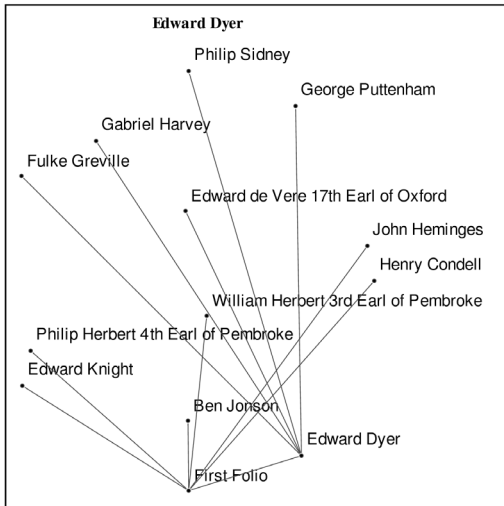 Edward Dyer
Philip Sidney
George Puttenham
Gabriel Harvey
Fulke Greville
Edward de Vere 17th Earl of Oxford
John Heminges
Henry Condell
William Herbert 3rd Earl of Pembroke
Philip Herbert 4th Earl of Pembroke
Edward Knight
Ben Jonson
Edward Dyer
First Folio